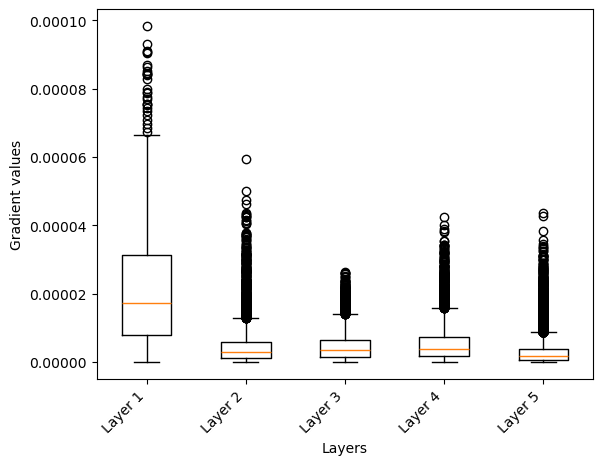 0.00010
0.00008
0.00006
0.00004
0.00002
0.00000
Gradient values
Layer 1
Layer 2
Layer 3
Layer 4
Layer 5
Layers